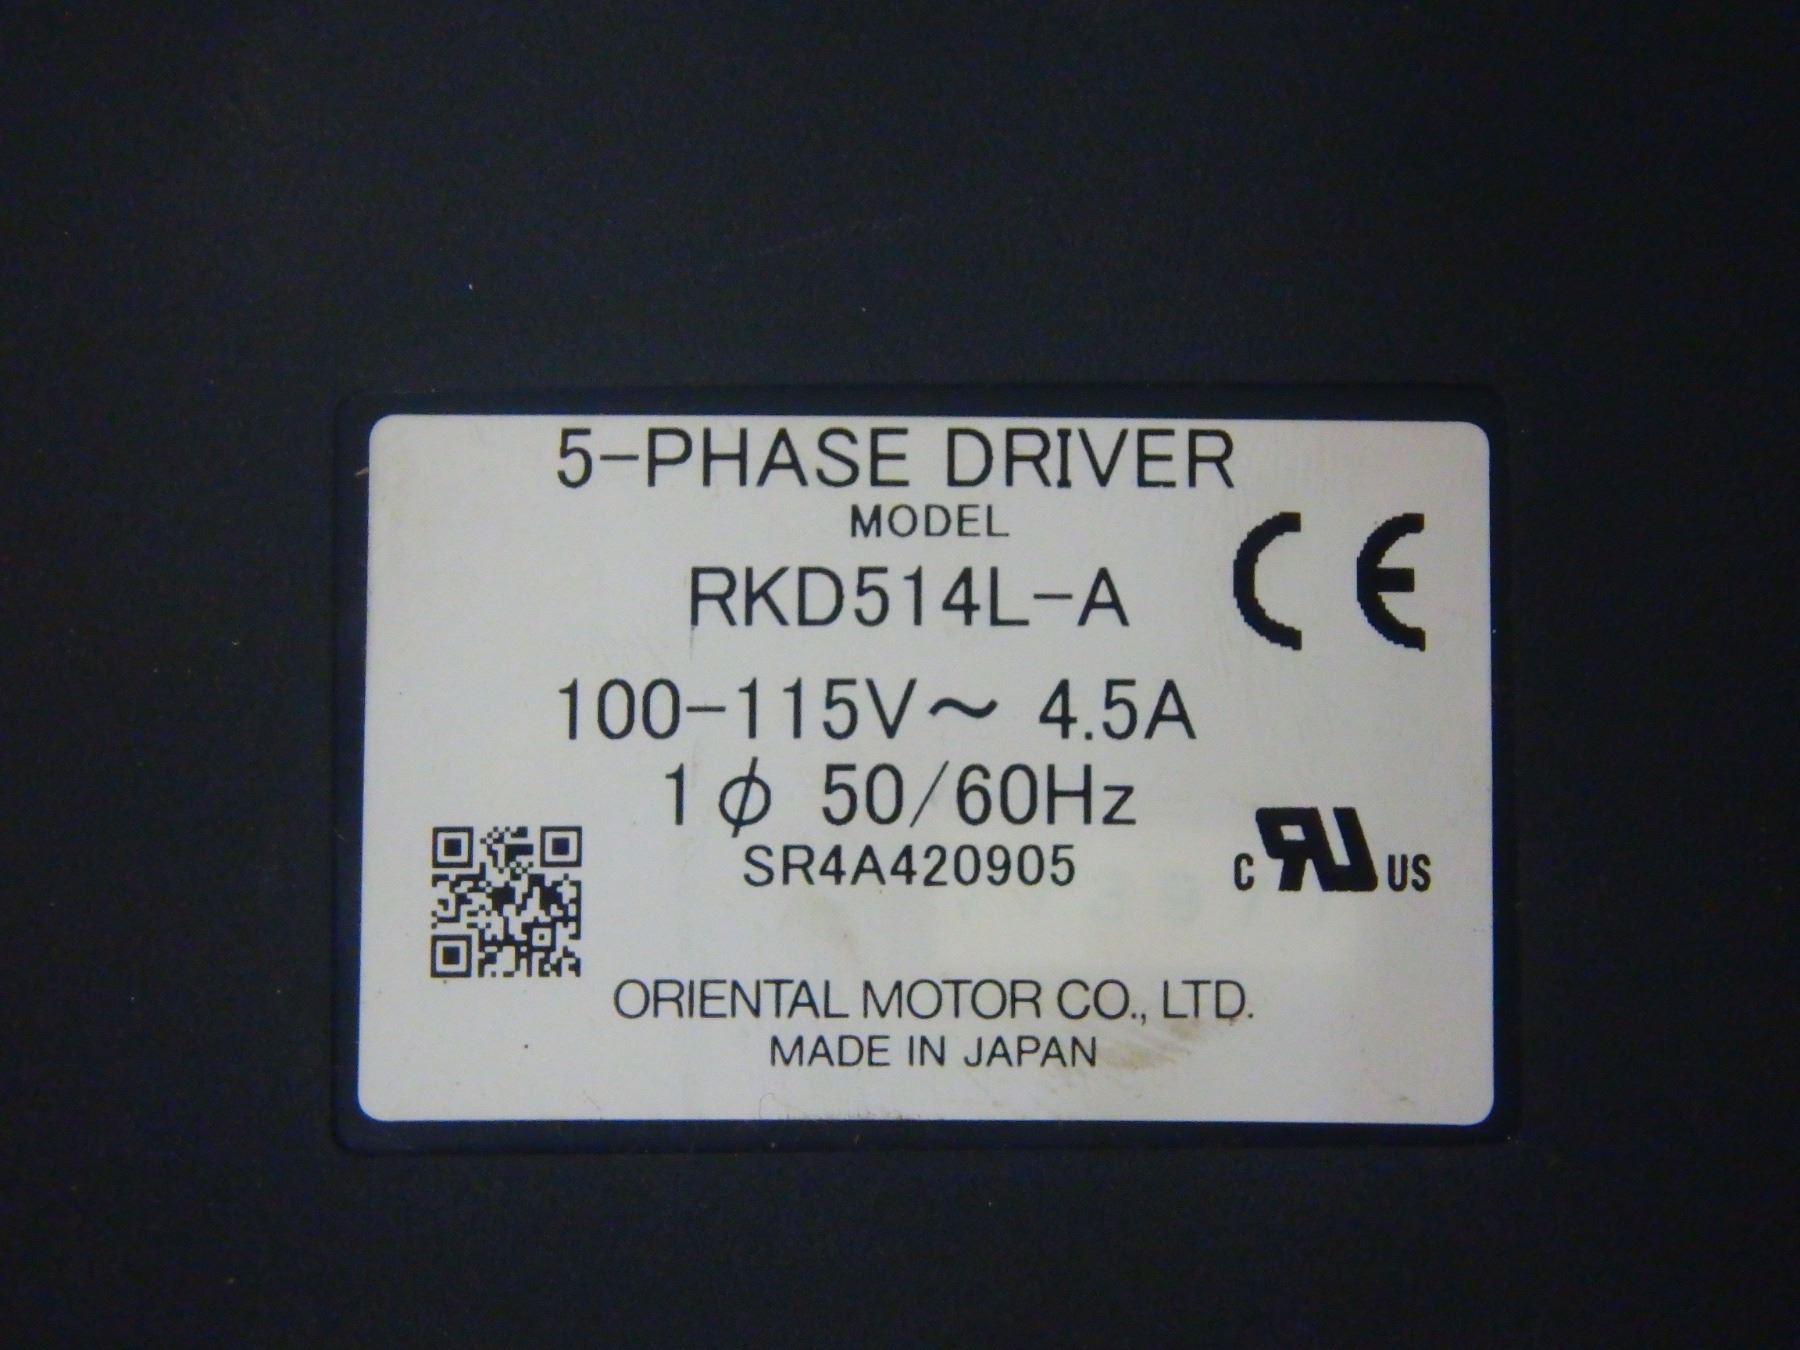 5-PHASE DRIVER
MODEL
RKD514L-A
CE
100-115V～ 4.5A
1φ 50/60Hz
SR4A420905
C RU US
ORIENTAL MOTOR CO., LTD.
MADE IN JAPAN